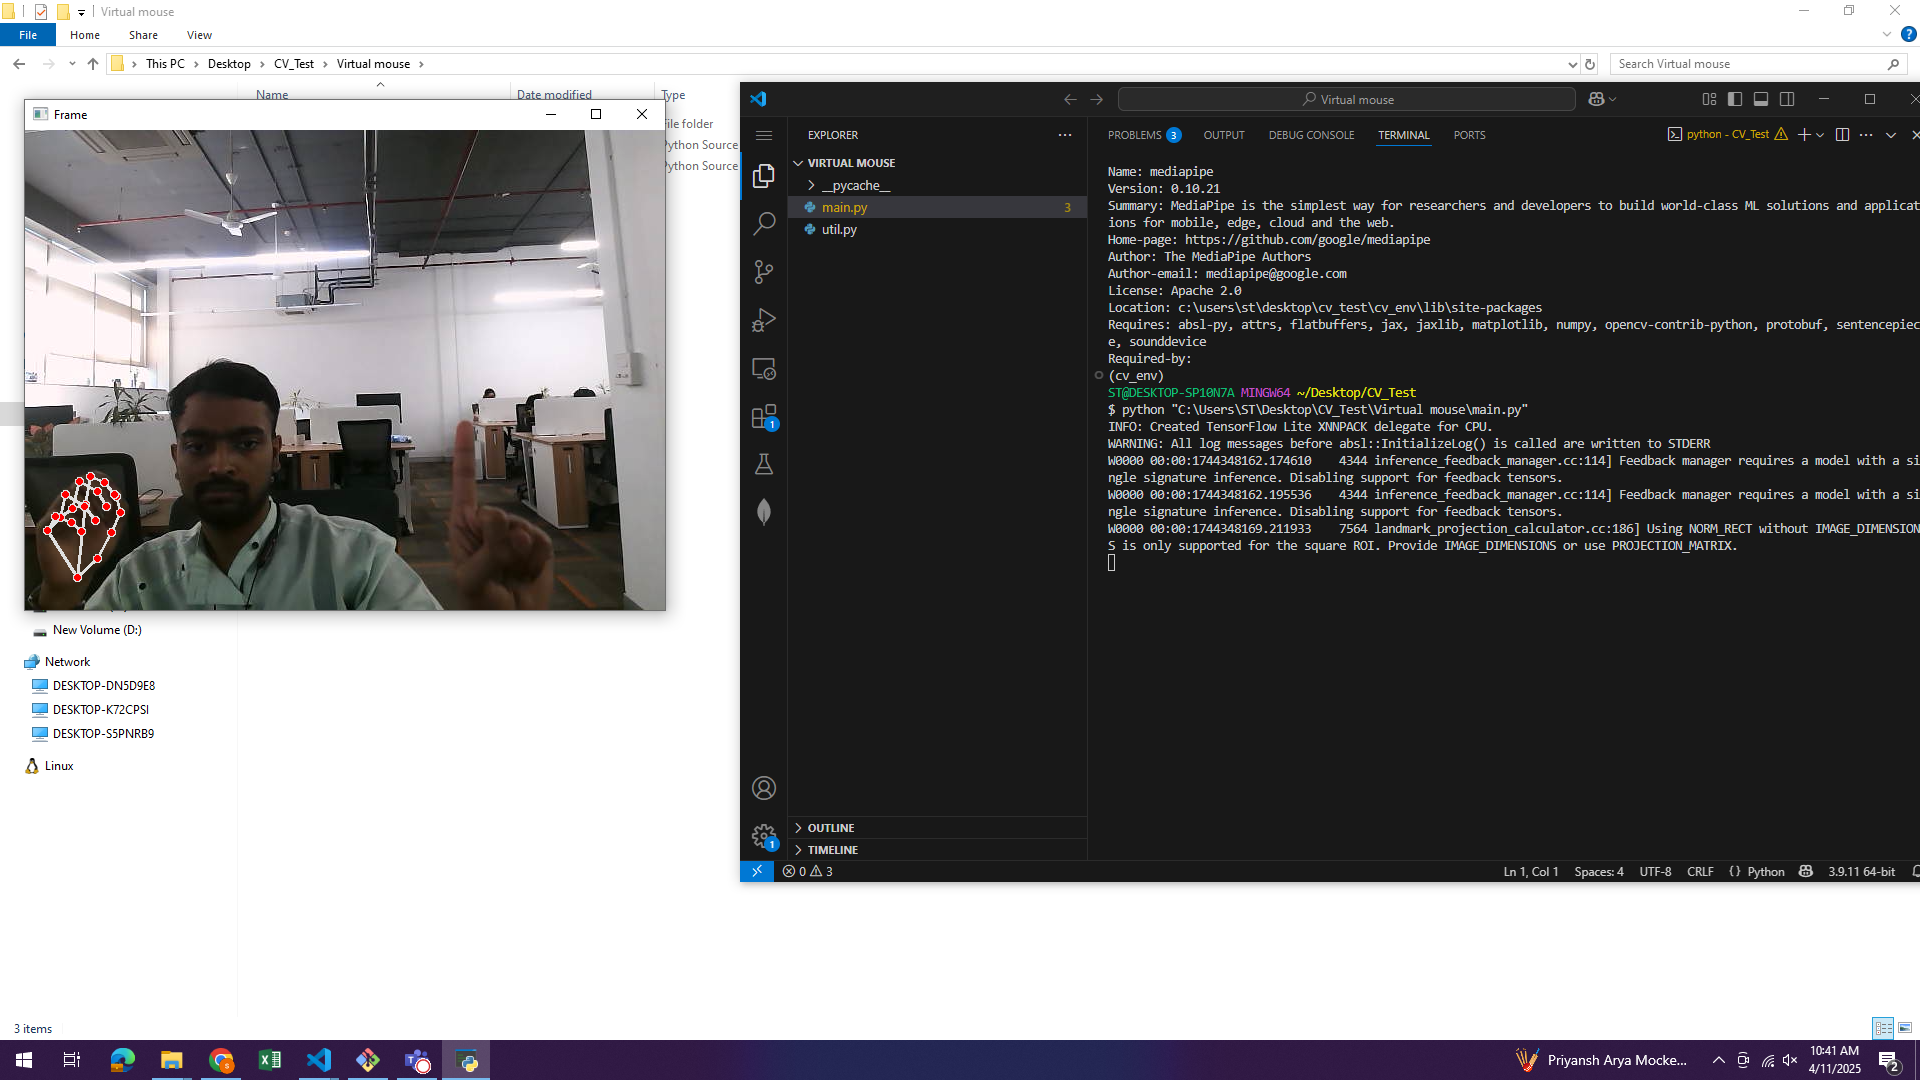 Virtual mouse
File
Home
Share
View
This PC
Desktop
CV_Test
Virtual mouse
Search Virtual mouse
Name
Date modified
Type
File folder
Python Source
Python Source
Frame
New Volume (D:)
Network
DESKTOP-DN5D9E8
DESKTOP-K72CPSI
DESKTOP-S5PNRB9
Linux
3 items
Virtual mouse
EXPLORER
VIRTUAL MOUSE
__pycache__
main.py 3
util.py
OUTLINE
TIMELINE
1
1
PROBLEMS 3 OUTPUT DEBUG CONSOLE TERMINAL PORTS
python - CV_Test
Name: mediapipe
Version: 0.10.21
Summary: MediaPipe is the simplest way for researchers and developers to build world-class ML solutions and applicat
ions for mobile, edge, cloud and the web.
Home-page: https://github.com/google/mediapipe
Author: The MediaPipe Authors
Author-email: mediapipe@google.com
License: Apache 2.0
Location: c:\users\st\desktop\cv_test\cv_env\lib\site-packages
Requires: absl-py, attrs, flatbuffers, jax, jaxlib, matplotlib, numpy, opencv-contrib-python, protobuf, sentencepiec
e, sounddevice
Required-by:
(cv_env)
ST@DESKTOP-SP10N7A MINGW64 ~/Desktop/CV_Test
$ python "C:\Users\ST\Desktop\CV_Test\Virtual mouse\main.py"
INFO: Created TensorFlow Lite XNNPACK delegate for CPU.
WARNING: All log messages before absl::InitializeLog() is called are written to STDERR
W0000 00:00:1744348162.174610    4344 inference_feedback_manager.cc:114] Feedback manager requires a model with a si
ngle signature inference. Disabling support for feedback tensors.
W0000 00:00:1744348162.195536    4344 inference_feedback_manager.cc:114] Feedback manager requires a model with a si
ngle signature inference. Disabling support for feedback tensors.
W0000 00:00:1744348169.211933    7564 landmark_projection_calculator.cc:186] Using NORM_RECT without IMAGE_DIMENSION
S is only supported for the square ROI. Provide IMAGE_DIMENSIONS or use PROJECTION_MATRIX.
0 3
Ln 1, Col 1 Spaces: 4 UTF-8 CRLF {} Python 3.9.11 64-bit
Priyansh Arya Mocke...
10:41 AM
4/11/2025
2